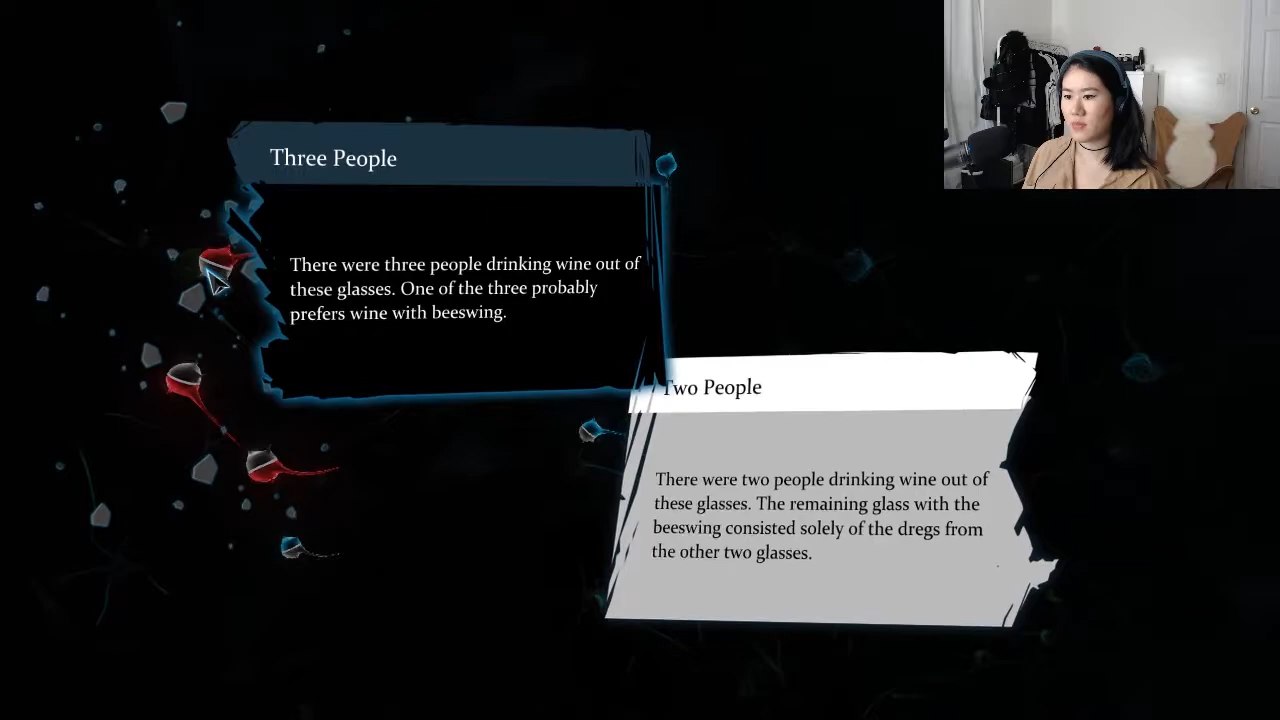 Three People
There were three people drinking wine out of
these glasses. One of the three probably
prefers wine with beeswing.
Two People
There were two people drinking wine out of
these glasses. The remaining glass with the
beeswing consisted solely of the dregs from
the other two glasses.